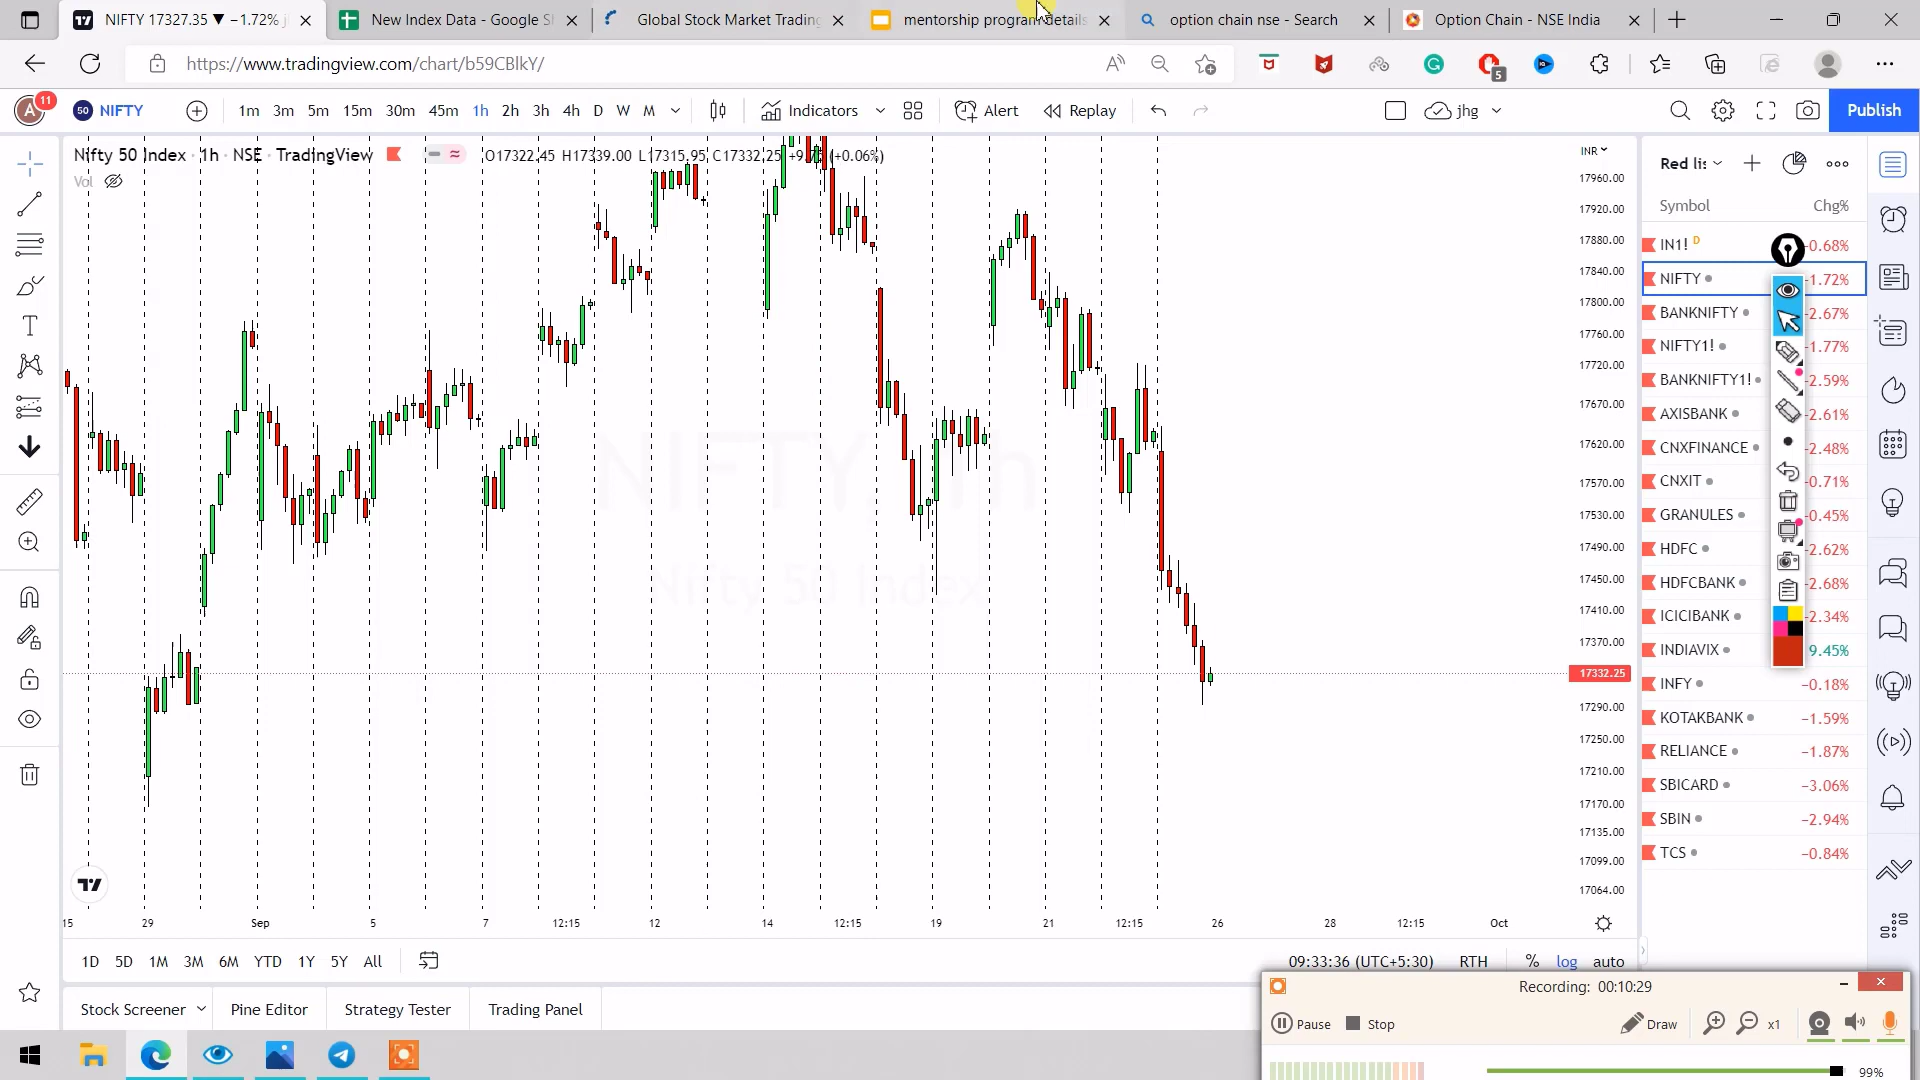 NIFTY 17327.35 ▼ −1.72% j
New Index Data - Google S
Global Stock Market Trading
mentorship program details
option chain nse - Search
Option Chain - NSE India
https://www.tradingview.com/chart/b59CBlkY/
5
A 11 50 NIFTY 1m 3m 5m 15m 30m 45m 1h 2h 3h 4h D W M Indicators Alert Replay jhg Publish
Nifty 50 Index · 1h · NSE · TradingView O17322.45 H17339.00 L17315.95 C17332.25 (+0.06%)
Vol
INR
17960.00
17920.00
17880.00
17840.00
17800.00
17760.00
17720.00
17670.00
17620.00
17570.00
17530.00
17490.00
17450.00
17410.00
17370.00
17332.25
17290.00
17250.00
17210.00
17170.00
17135.00
17099.00
17064.00
NIFTY, 1h
Nifty 50 Index
Red lis
Symbol Chg%
IN1! D -0.68%
NIFTY −1.72%
BANKNIFTY −2.67%
NIFTY1! −1.77%
BANKNIFTY1! −2.59%
AXISBANK −2.61%
CNXFINANCE −2.48%
CNXIT −0.71%
GRANULES −0.45%
HDFC −2.62%
HDFCBANK −2.68%
ICICIBANK −2.34%
INDIAVIX 9.45%
INFY −0.18%
KOTAKBANK −1.59%
RELIANCE −1.87%
SBICARD −3.06%
SBIN −2.94%
TCS −0.84%
15 29 Sep 5 7 12:15 12 14 12:15 19 21 12:15 26 28 12:15 Oct
1D 5D 1M 3M 6M YTD 1Y 5Y All
09:33:36 (UTC+5:30) RTH % log auto
Stock Screener Pine Editor Strategy Tester Trading Panel
Recording: 00:10:29
Pause Stop Draw x1
99%